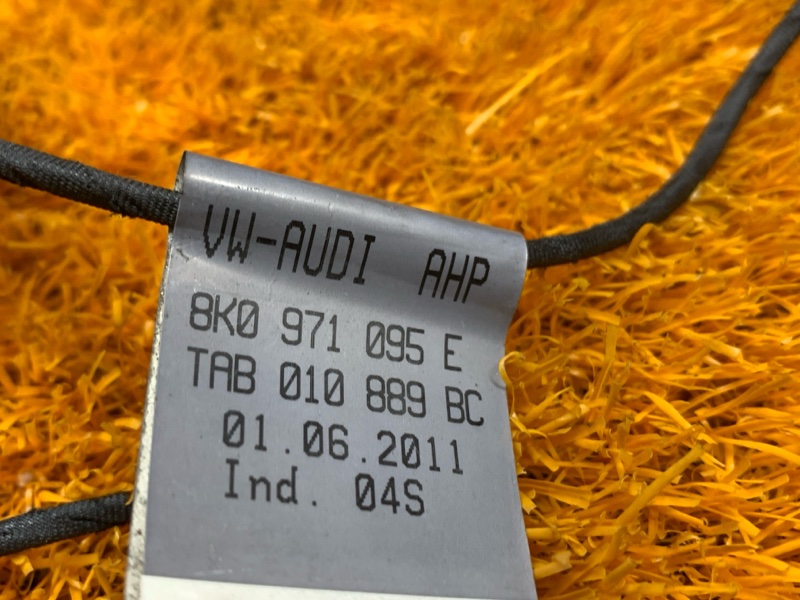 VW-AUDI AHP
8K0 971 095 E
TAB 010 889 BC
01.06.2011
Ind. 04S